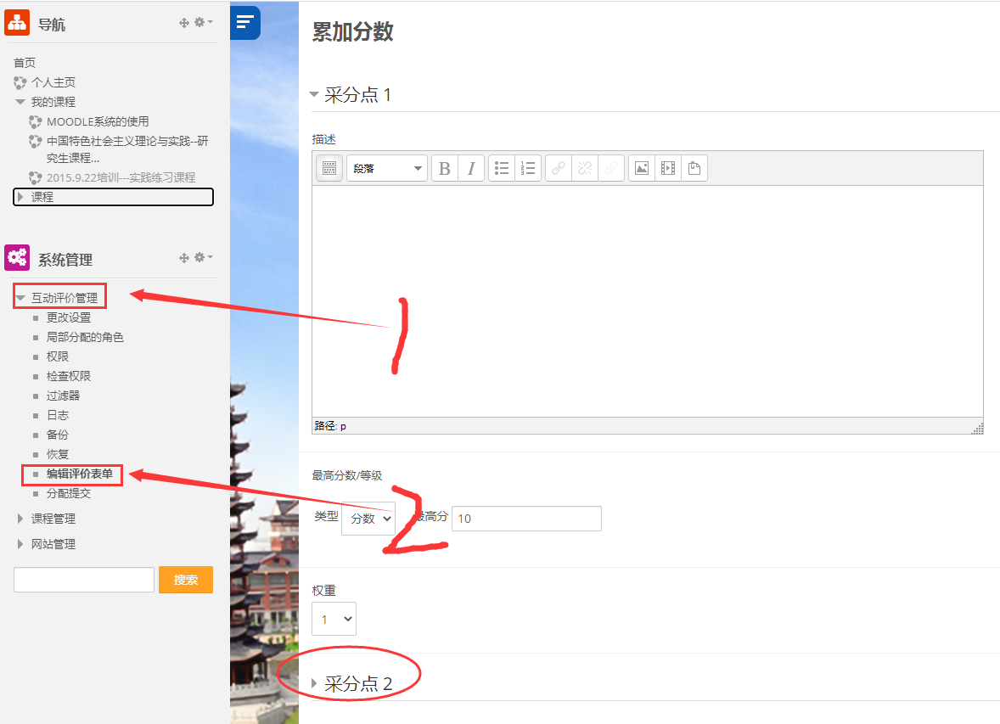 导航
首页
个人主页
我的课程
MOODLE系统的使用
中国特色社会主义理论与实践--研
究生课程...
2015.9.22培训---实践练习课程
课程
系统管理
互动评价管理
更改设置
局部分配的角色
权限
检查权限
过滤器
日志
备份
恢复
编辑评价表单
分配提交
课程管理
网站管理
搜索
累加分数
采分点 1
描述
段落 B I
1
路径: p
最高分数/等级
类型 分数 2 最高分 10
权重
1
采分点 2